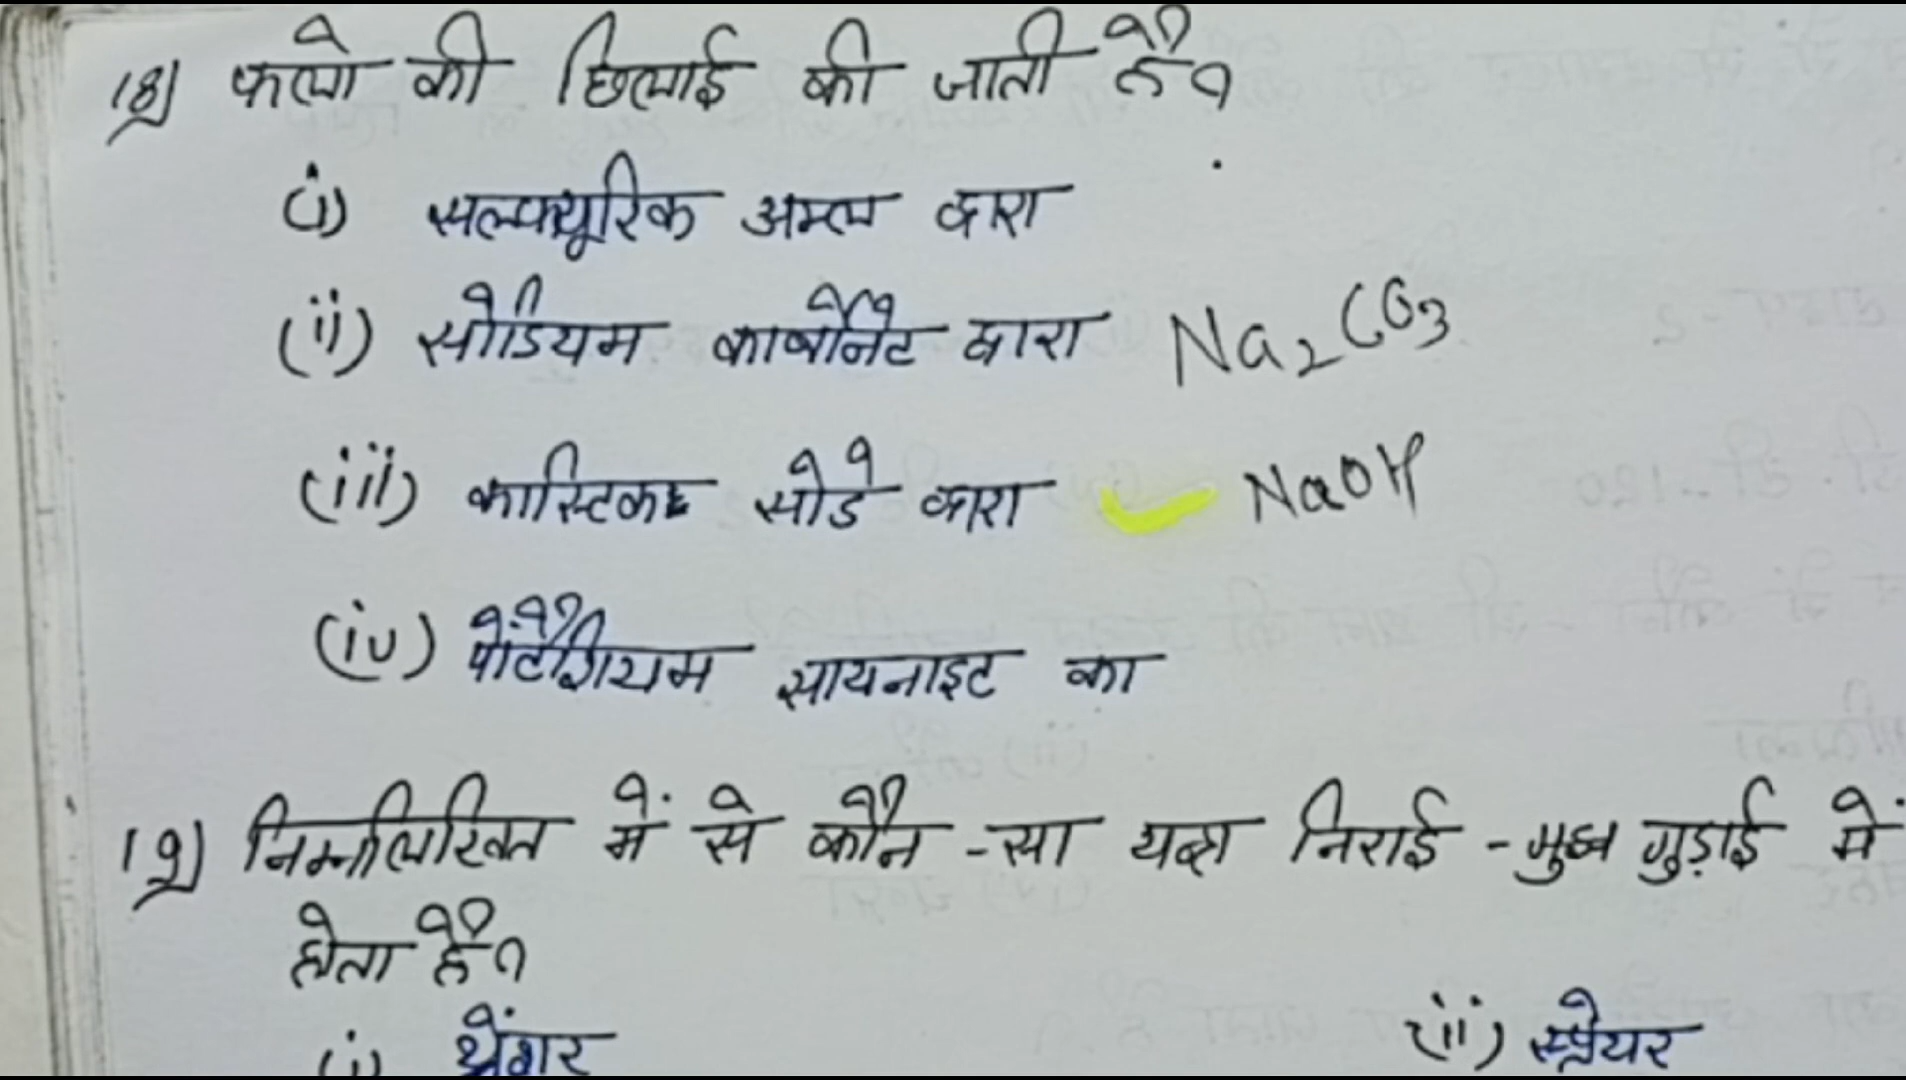 18) फलो की छिलाई की जाती है?
(i) सल्फ्यूरिक अम्ल द्वारा
(ii) सोडियम कार्बोनेट द्वारा Na₂CO₃
(iii) कास्टिक सोडे द्वारा NaOH
(iv) पोटेशियम सायनाइट का
19) निम्नलिखित में से कौन-सा यंत्र निराई - गुड़ाई में
होता है?
(i) थ्रेंशर (ii) स्प्रेयर